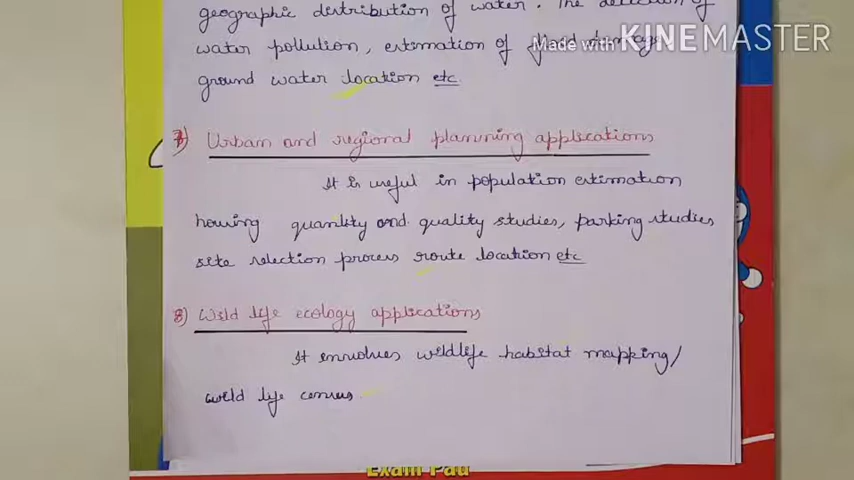 geographic distribution of water. The detection of
water pollution, estimation of flood damage
Made with KINEMASTER
ground water location etc
7) Urban and regional planning applications
It is useful in population estimation
housing quantity and quality studies, parking studies
site selection process route location etc
8) Wild life ecology applications
It involves wildlife habitat mapping/
wild life census
Exam Pau